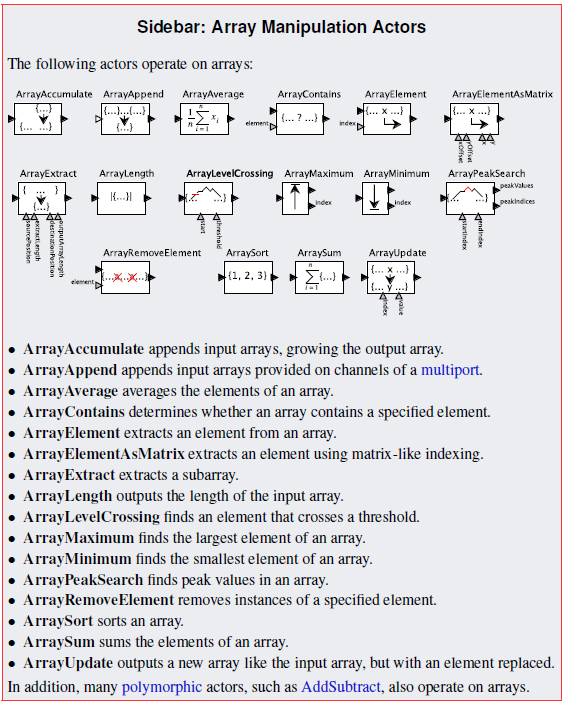 Sidebar: Array Manipulation Actors
The following actors operate on arrays:
ArrayAccumulate ArrayAppend ArrayAverage ArrayContains ArrayElement ArrayElementAsMatrix
{...}
{... ...}
{...}{...}
{...}
1/n n ∑ i = 1 xi
element
{... ? ...}
index
{... x ...}
{... x ...}
xOffset
yOffset
x
y
ArrayExtract ArrayLength ArrayLevelCrossing ArrayMaximum ArrayMinimum ArrayPeakSearch
{ ... }
{...}
sourcePosition
extractLength
destinationPosition
outputArrayLength
|{...}|
{... ...}
start
threshold
index
index
{... ...}
peakValues
peakIndices
startIndex
endIndex
ArrayRemoveElement ArraySort ArraySum ArrayUpdate
element
{...x...x...}
{1, 2, 3}
n ∑ i = 1 {...}
{... x ...}
{... y ...}
index
value
● ArrayAccumulate appends input arrays, growing the output array.
● ArrayAppend appends input arrays provided on channels of a multiport.
● ArrayAverage averages the elements of an array.
● ArrayContains determines whether an array contains a specified element.
● ArrayElement extracts an element from an array.
● ArrayElementAsMatrix extracts an element using matrix-like indexing.
● ArrayExtract extracts a subarray.
● ArrayLength outputs the length of the input array.
● ArrayLevelCrossing finds an element that crosses a threshold.
● ArrayMaximum finds the largest element of an array.
● ArrayMinimum finds the smallest element of an array.
● ArrayPeakSearch finds peak values in an array.
● ArrayRemoveElement removes instances of a specified element.
● ArraySort sorts an array.
● ArraySum sums the elements of an array.
● ArrayUpdate outputs a new array like the input array, but with an element replaced.
In addition, many polymorphic actors, such as AddSubtract, also operate on arrays.